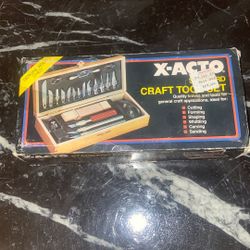 X-ACTO
CRAFT TOOL SET
Quality knives and tools for
general craft applications, ideal for:
Cutting
Forming
Shaping
Whittling
Carving
Sanding